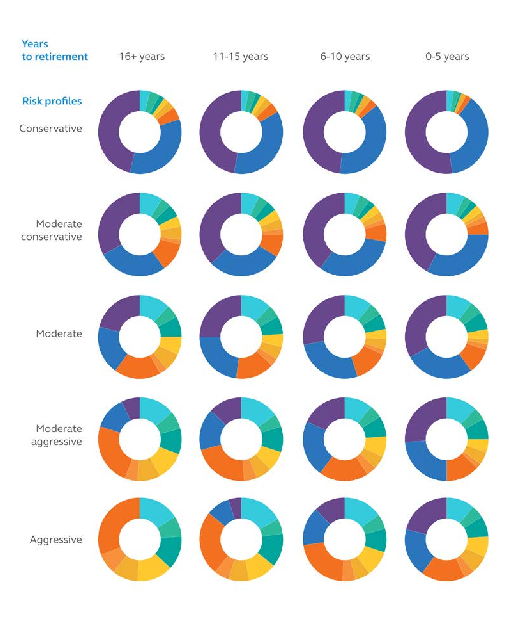 Years
to retirement
16+ years
11-15 years
6-10 years
0-5 years
Risk profiles
Conservative
Moderate
conservative
Moderate
Moderate
aggressive
Aggressive